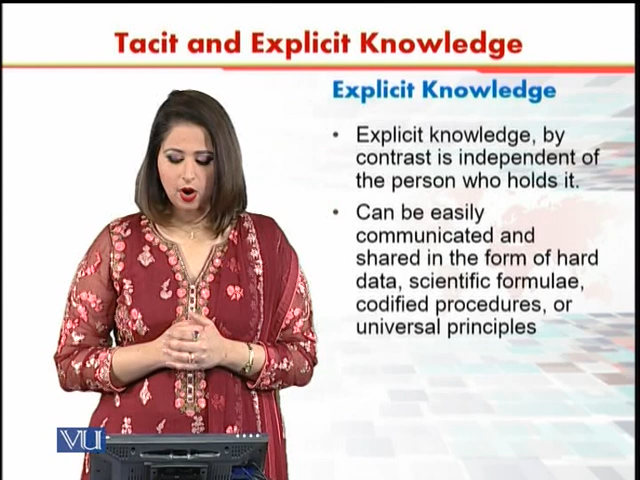 Tacit and Explicit Knowledge
Explicit Knowledge
• Explicit knowledge, by
contrast is independent of
the person who holds it.
• Can be easily
communicated and
shared in the form of hard
data, scientific formulae,
codified procedures, or
universal principles
VU